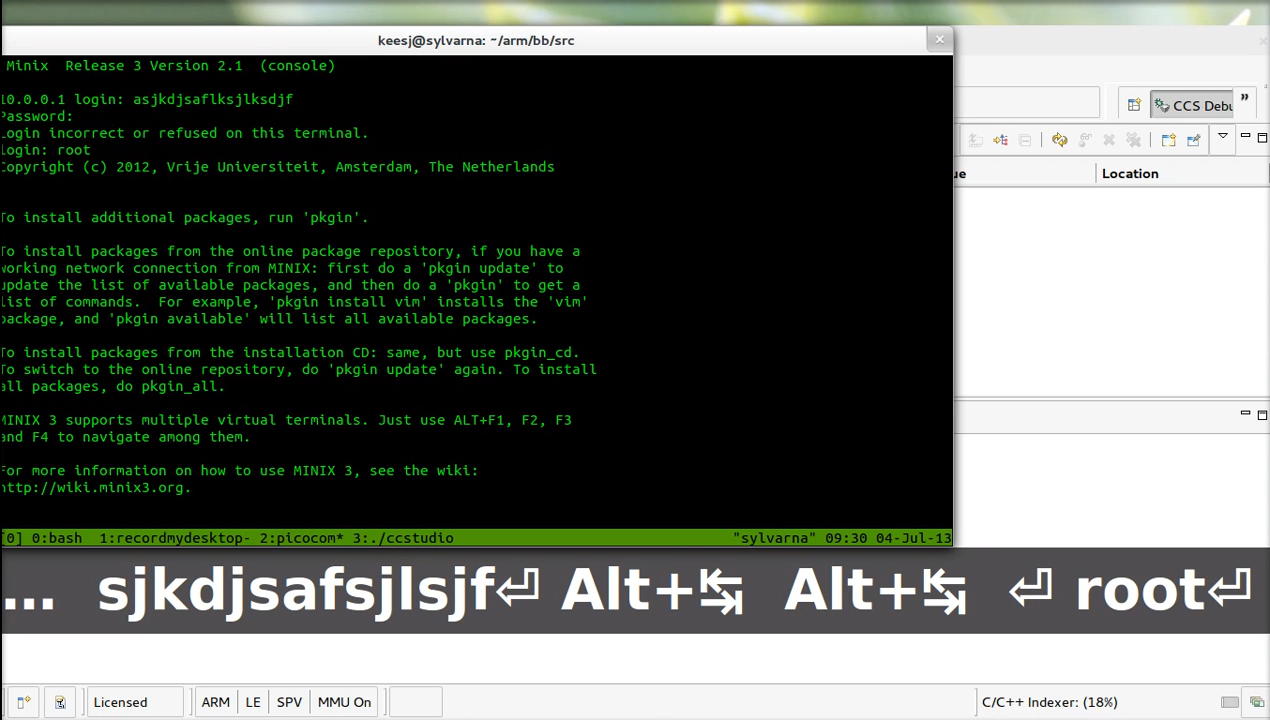 keesj@sylvarna: ~/arm/bb/src
Minix Release 3 Version 2.1 (console)
10.0.0.1 login: asjkdjsaflksjlksdjf
Password:
Login incorrect or refused on this terminal.
login: root
Copyright (c) 2012, Vrije Universiteit, Amsterdam, The Netherlands
To install additional packages, run 'pkgin'.
To install packages from the online package repository, if you have a
working network connection from MINIX: first do a 'pkgin update' to
update the list of available packages, and then do a 'pkgin' to get a
list of commands. For example, 'pkgin install vim' installs the 'vim'
package, and 'pkgin available' will list all available packages.
To install packages from the installation CD: same, but use pkgin_cd.
To switch to the online repository, do 'pkgin update' again. To install
all packages, do pkgin_all.
MINIX 3 supports multiple virtual terminals. Just use ALT+F1, F2, F3
and F4 to navigate among them.
For more information on how to use MINIX 3, see the wiki:
http://wiki.minix3.org.
[0] 0:bash 1:recordmydesktop- 2:picocom* 3:./ccstudio "sylvarna" 09:30 04-Jul-13
CCS Debu
»
ue Location
... sjkdjsafsjlsjf⏎ Alt+↹ Alt+↹ ⏎ root⏎
Licensed ARM LE SPV MMU On C/C++ Indexer: (18%)